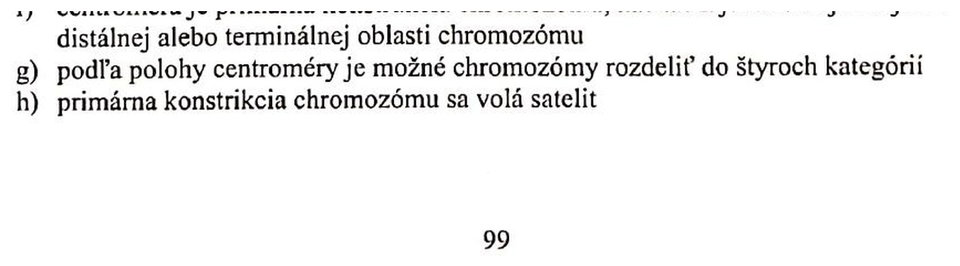 distálnej alebo terminálnej oblasti chromozómu
g) podľa polohy centroméry je možné chromozómy rozdeliť do štyroch kategórií
h) primárna konstrikcia chromozómu sa volá satelit
99